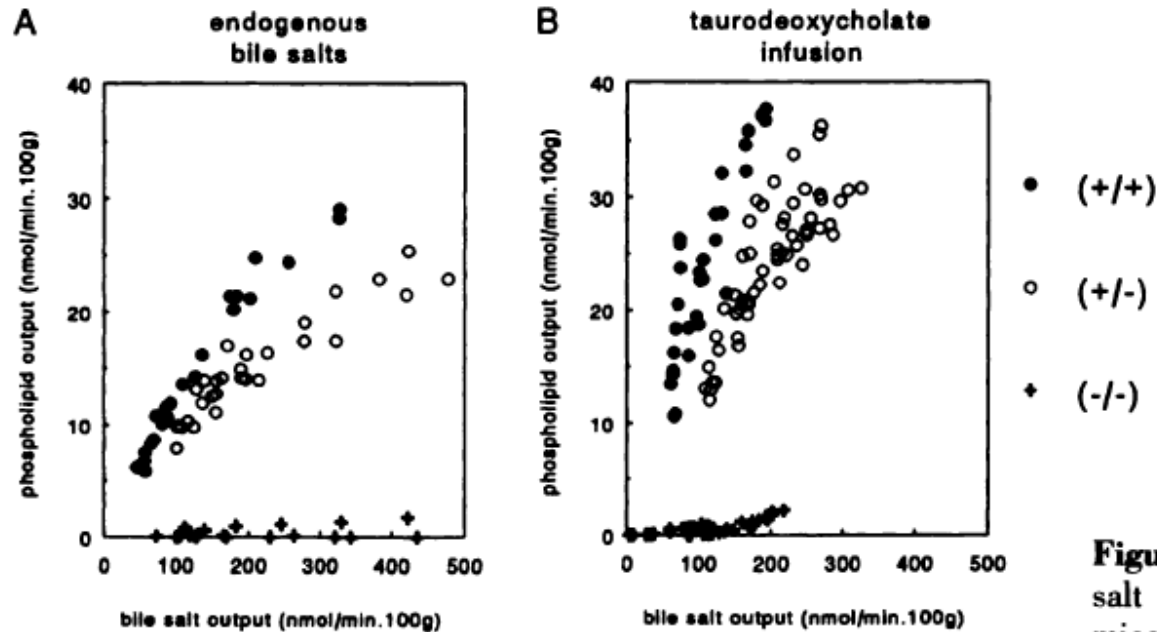 A
endogenous
bile salts
40
30
20
10
0
phospholipid output (nmol/min.100g)
0 100 200 300 400 500
bile salt output (nmol/min.100g)
B
taurodeoxycholate
infusion
40
30
20
10
0
phospholipid output (nmol/min.100g)
0 100 200 300 400 500
bile salt output (nmol/min.100g)
(+/+)
(+/-)
(-/-)
Figu
salt